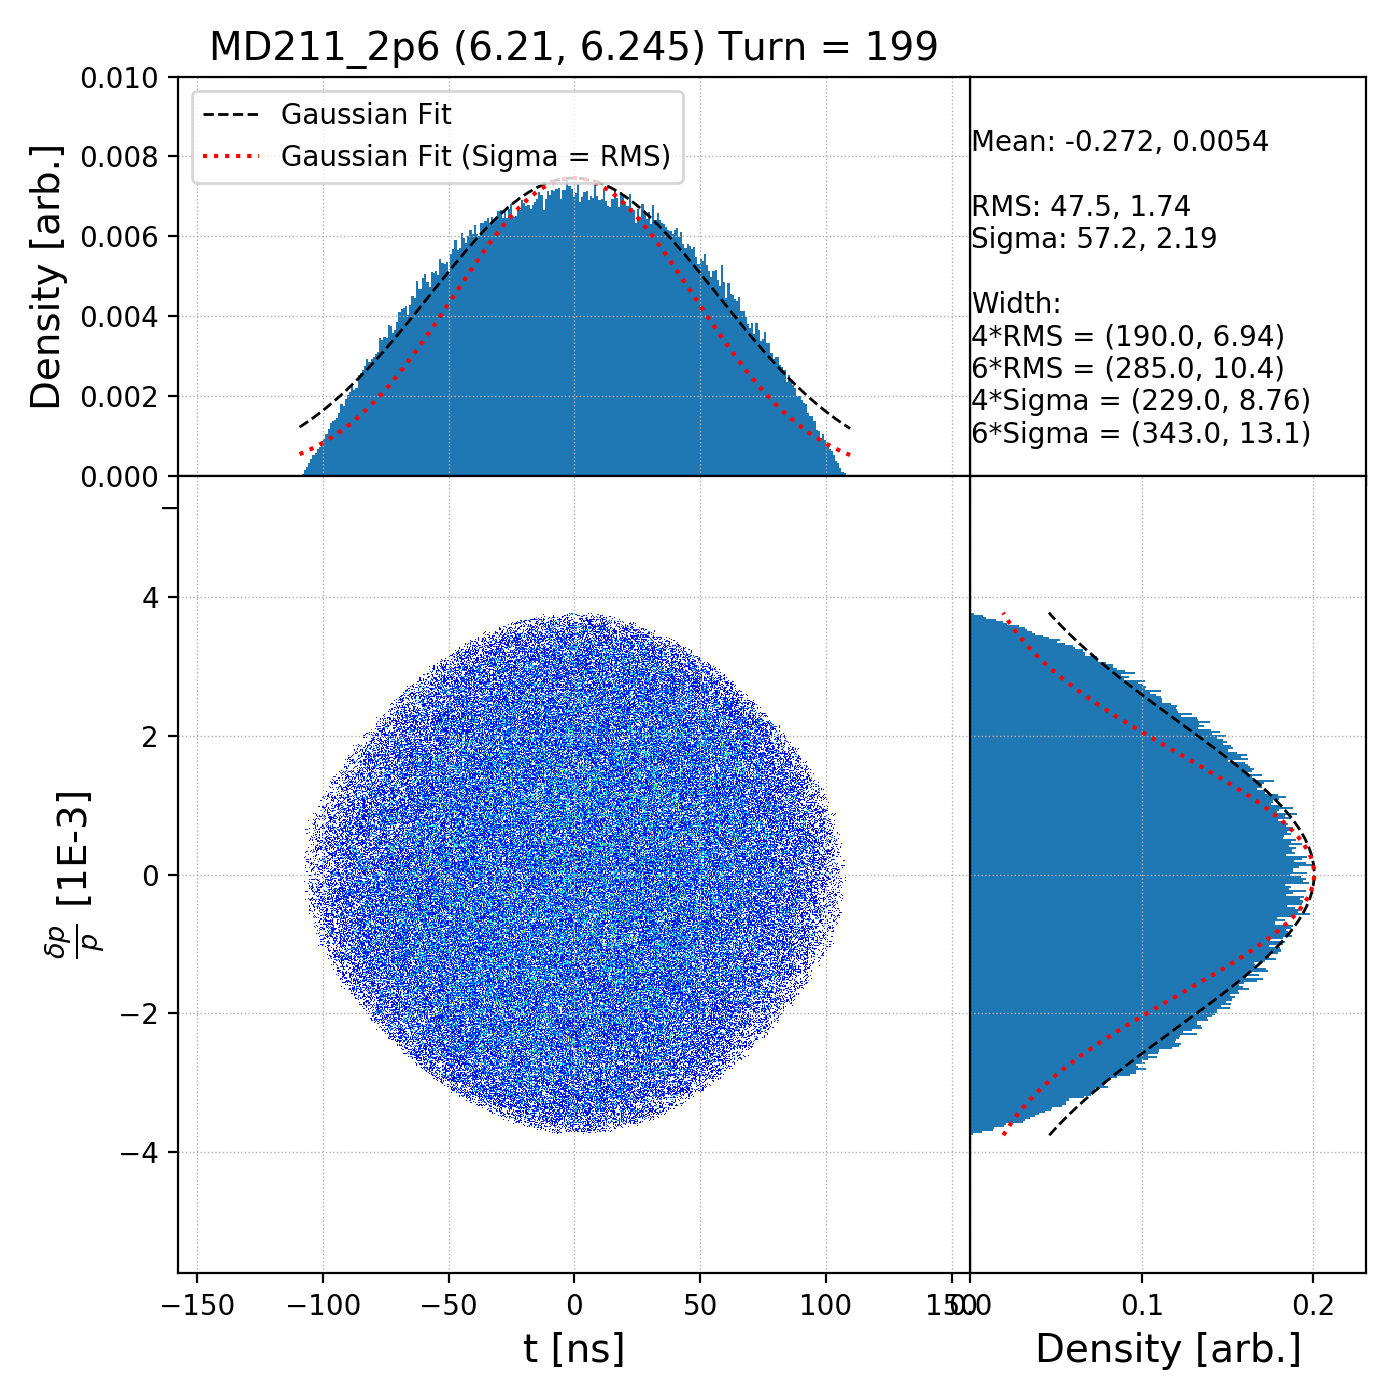 MD211_2p6 (6.21, 6.245) Turn = 199
0.010
0.008
0.006
0.004
0.002
0.000
Density [arb.]
Gaussian Fit
Gaussian Fit (Sigma = RMS)
Mean: -0.272, 0.0054
RMS: 47.5, 1.74
Sigma: 57.2, 2.19
Width:
4*RMS = (190.0, 6.94)
6*RMS = (285.0, 10.4)
4*Sigma = (229.0, 8.76)
6*Sigma = (343.0, 13.1)
4
2
0
−2
−4
δp/p [1E-3]
−150 −100 −50 0 50 100 150
t [ns]
0.0 0.1 0.2
Density [arb.]